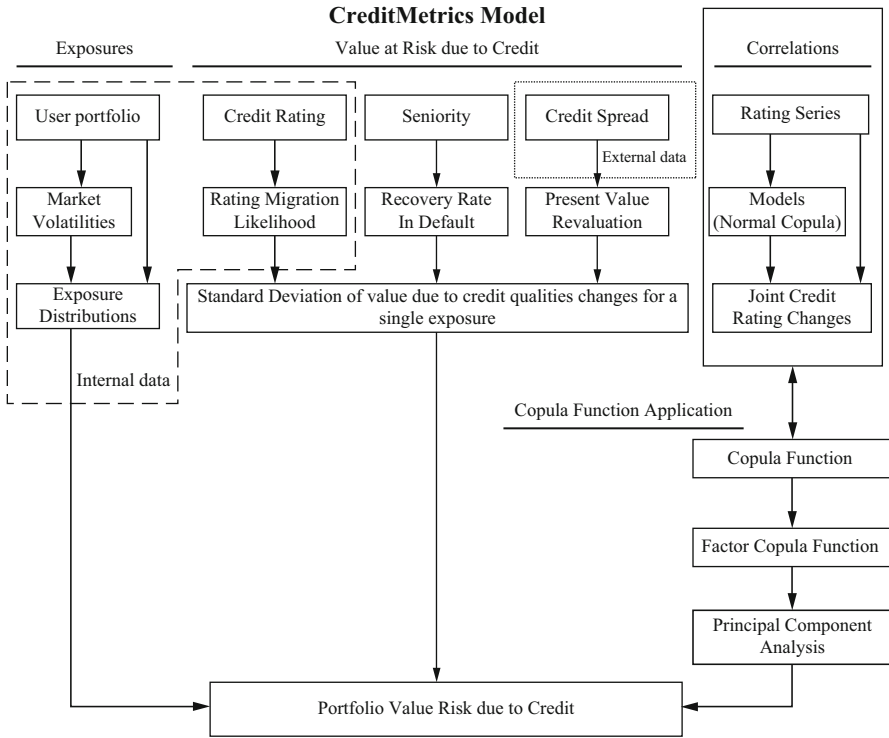 CreditMetrics Model
Exposures
Value at Risk due to Credit
Correlations
User portfolio
Credit Rating
Seniority
Credit Spread
Rating Series
External data
Market
Volatilities
Rating Migration
Likelihood
Recovery Rate
In Default
Present Value
Revaluation
Models
(Normal Copula)
Exposure
Distributions
Standard Deviation of value due to credit qualities changes for a
single exposure
Joint Credit
Rating Changes
Internal data
Copula Function Application
Copula Function
Factor Copula Function
Principal Component
Analysis
Portfolio Value Risk due to Credit